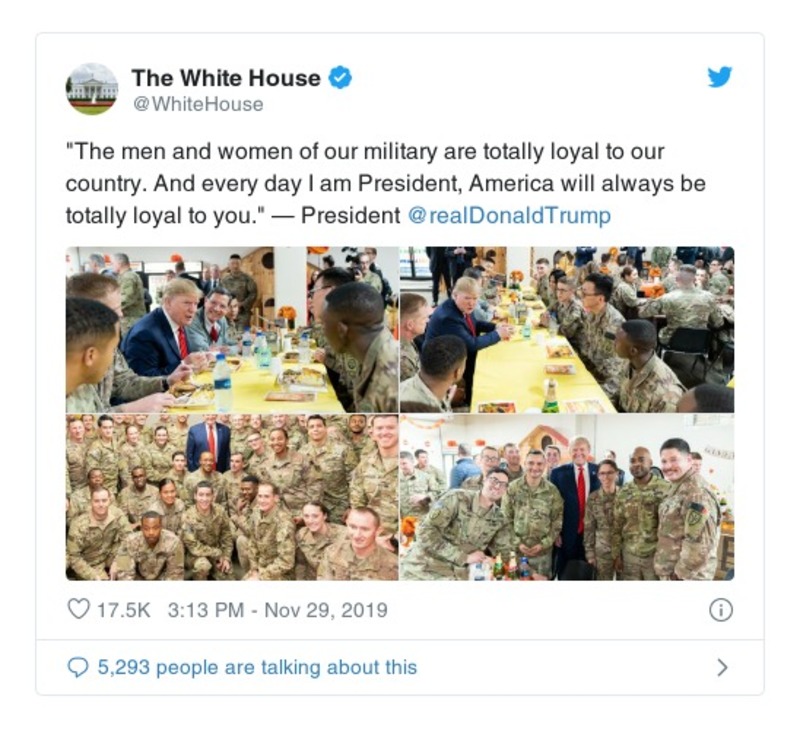 The White House
@WhiteHouse
"The men and women of our military are totally loyal to our
country. And every day I am President, America will always be
totally loyal to you." — President @realDonaldTrump
17.5K 3:13 PM - Nov 29, 2019
5,293 people are talking about this